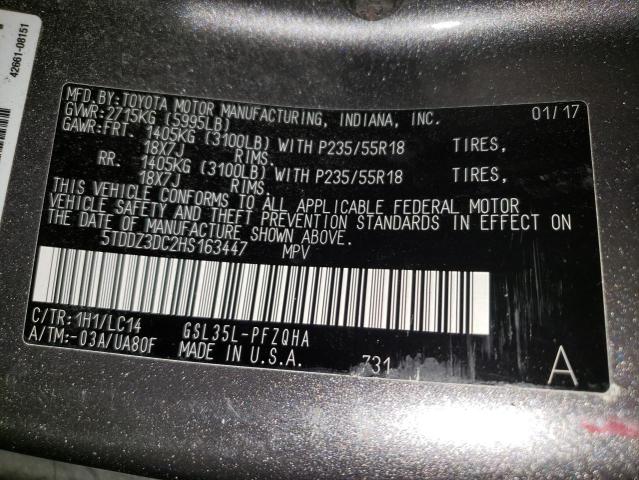 42661-08151
MFD.BY:TOYOTA MOTOR MANUFACTURING, INDIANA, INC. 01/17
GVWR:2715KG (5995LB)
GAWR:FRT. 1405KG (3100LB) WITH P235/55R18 TIRES,
18X7J RIMS.
RR. 1405KG (3100LB) WITH P235/55R18 TIRES,
18X7J RIMS.
THIS VEHICLE CONFORMS TO ALL APPLICABLE FEDERAL MOTOR
VEHICLE SAFETY AND THEFT PREVENTION STANDARDS IN EFFECT ON
THE DATE OF MANUFACTURE SHOWN ABOVE.
5TDDZ3DC2HS163447 MPV
C/TR: 1H1/LC14 GSL35L-PFZQHA
A/TM:-03A/UA80F MADE IN U.S.A. 731 A